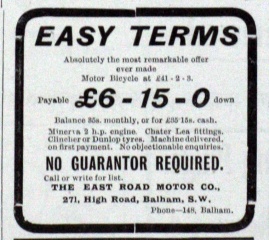 EASY TERMS
Absolutely the most remarkable offer
ever made
Motor Bicycle at £41 - 2 - 3.
Payable £6 - 15 - 0 down
Balance 35s. monthly, or for £35 15s. cash.
Minerva 2 h.p. engine. Chater Lea fittings.
Clincher or Dunlop tyres. Machine delivered,
on first payment. No objectionable enquiries.
NO GUARANTOR REQUIRED.
Call or write for list.
THE EAST ROAD MOTOR CO.,
271, High Road, Balham, S.W.
Phone—148, Balham.